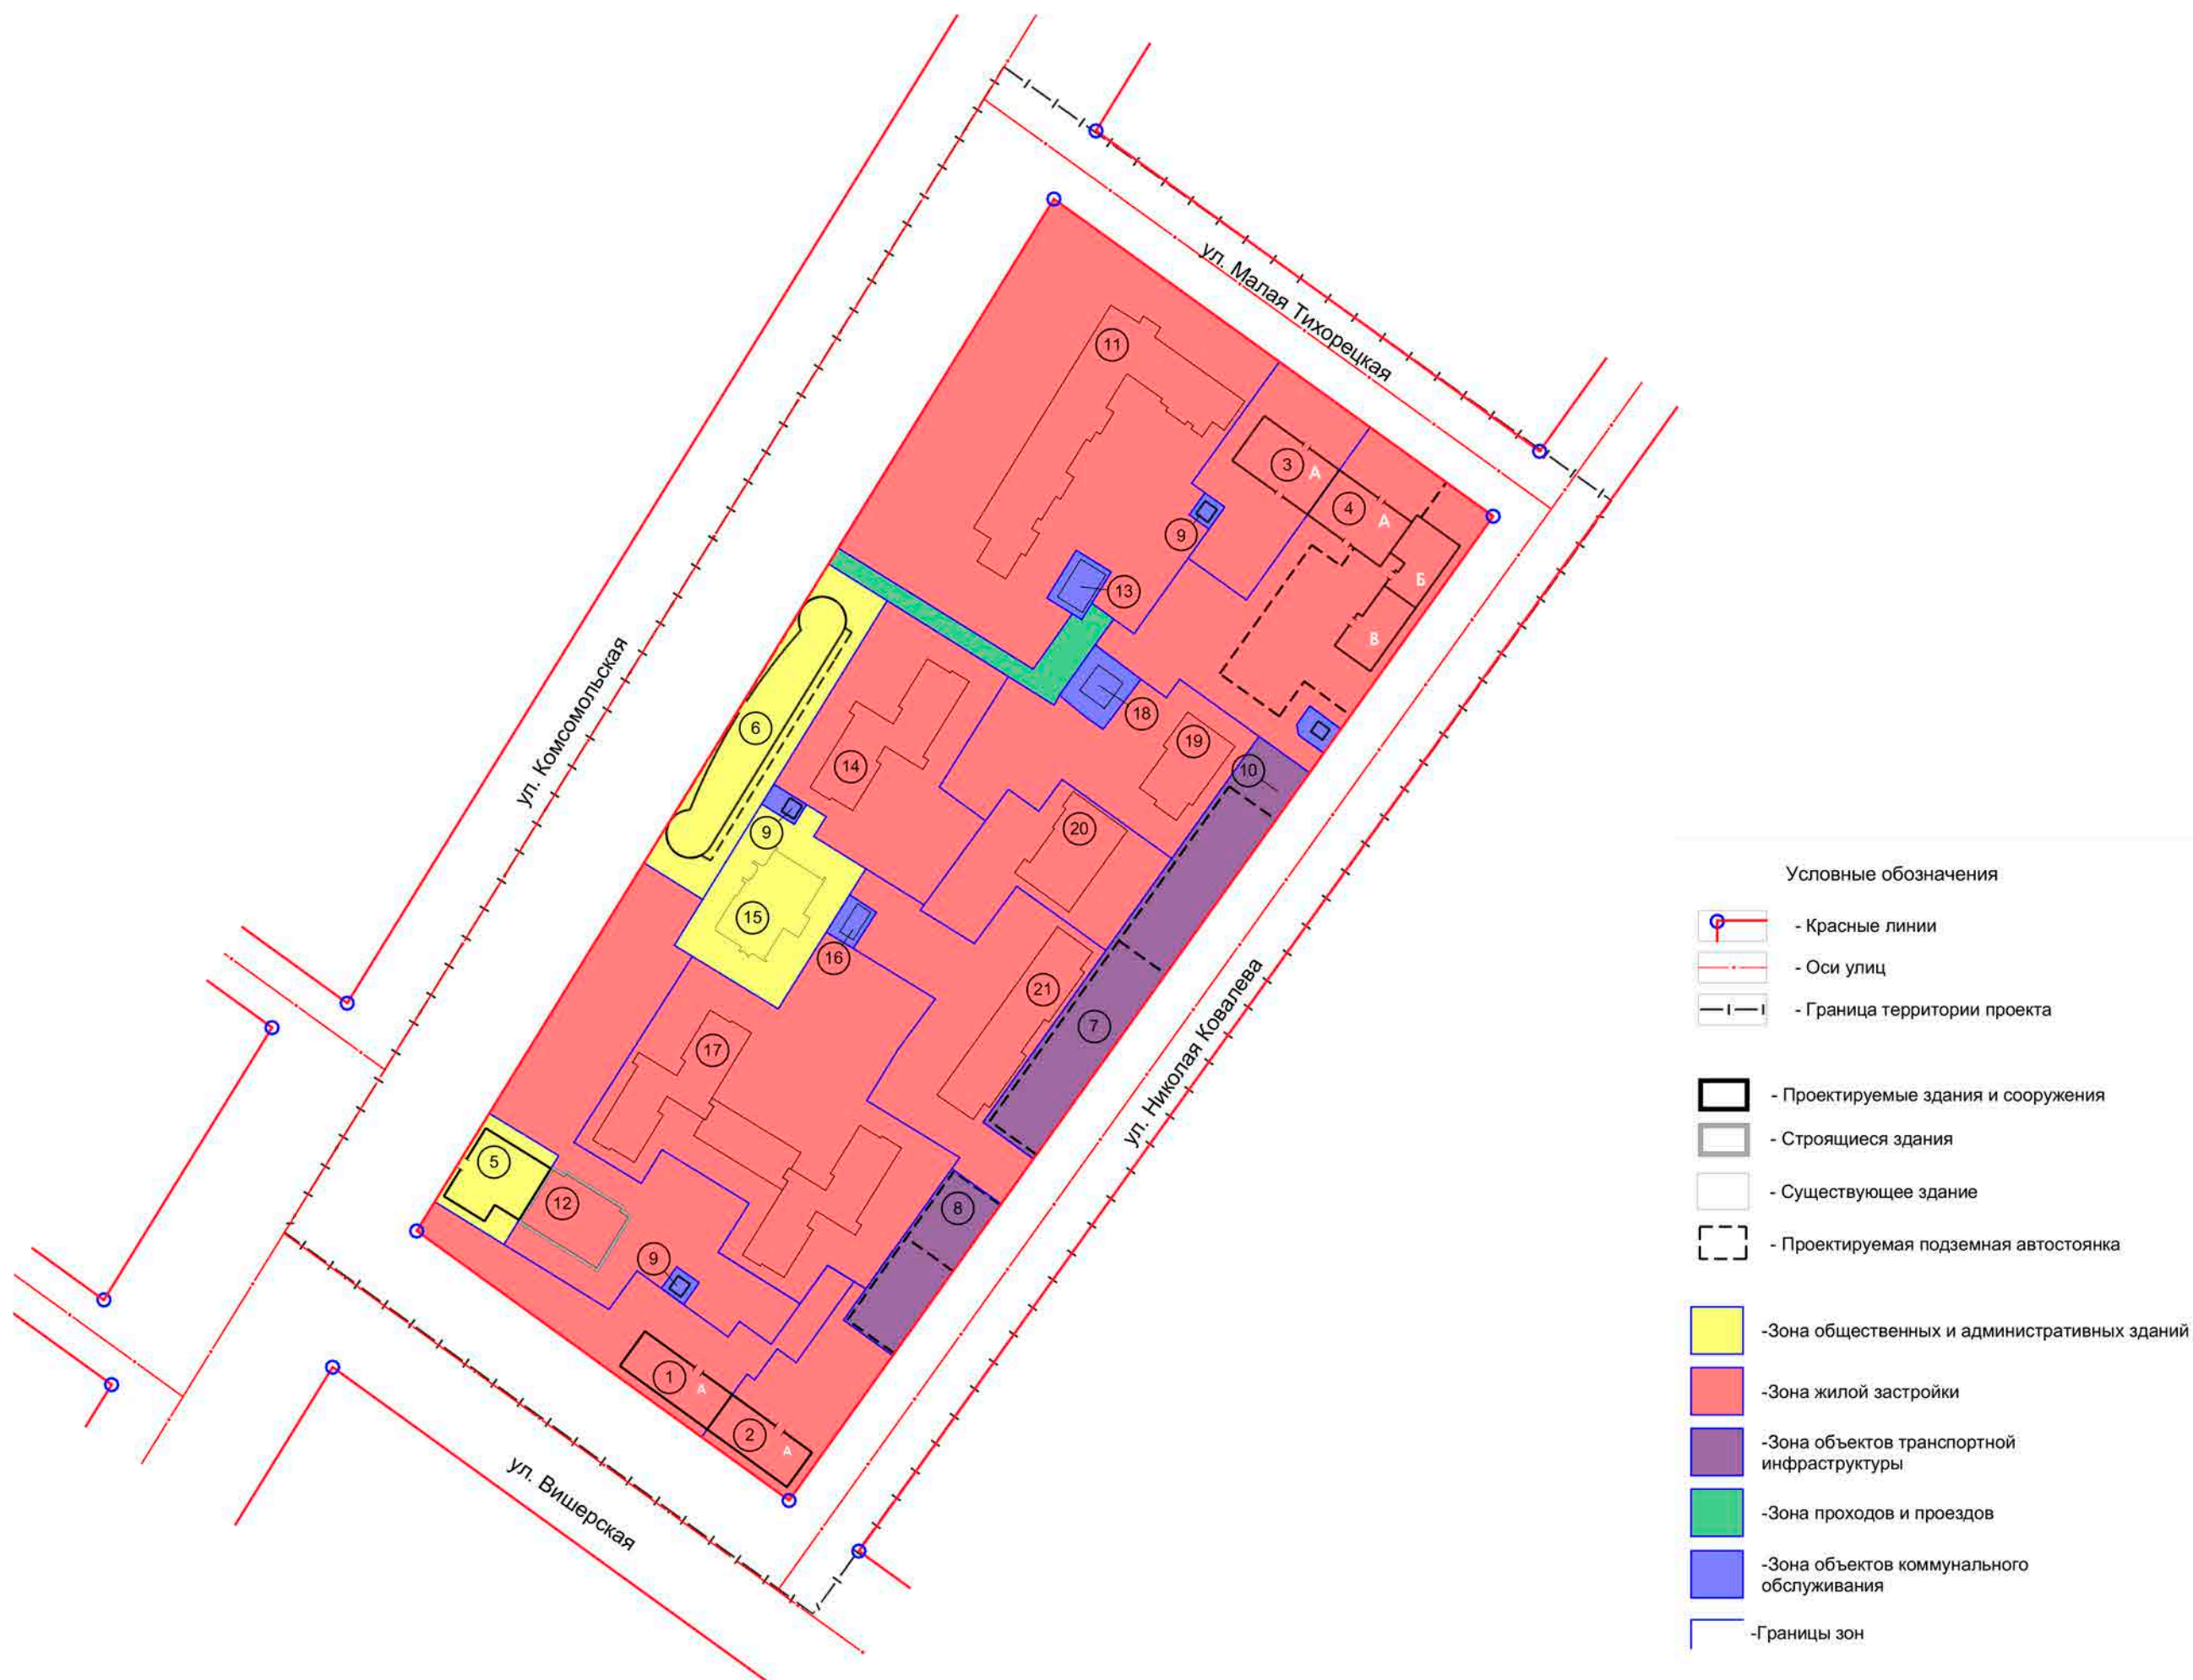 ул. Малая Тихорецкая
11
3
А
4
А
9
Б
13
В
ул. Комсомольская
18
6
19
14
10
20
9
15
16
21
7
ул. Николая Ковалева
17
5
12
8
9
1
А
2
А
ул. Вишерская
Условные обозначения
- Красные линии
- Оси улиц
- Граница территории проекта
- Проектируемые здания и сооружения
- Строящиеся здания
- Существующее здание
- Проектируемая подземная автостоянка
-Зона общественных и административных зданий
-Зона жилой застройки
-Зона объектов транспортной
инфраструктуры
-Зона проходов и проездов
-Зона объектов коммунального
обслуживания
-Границы зон